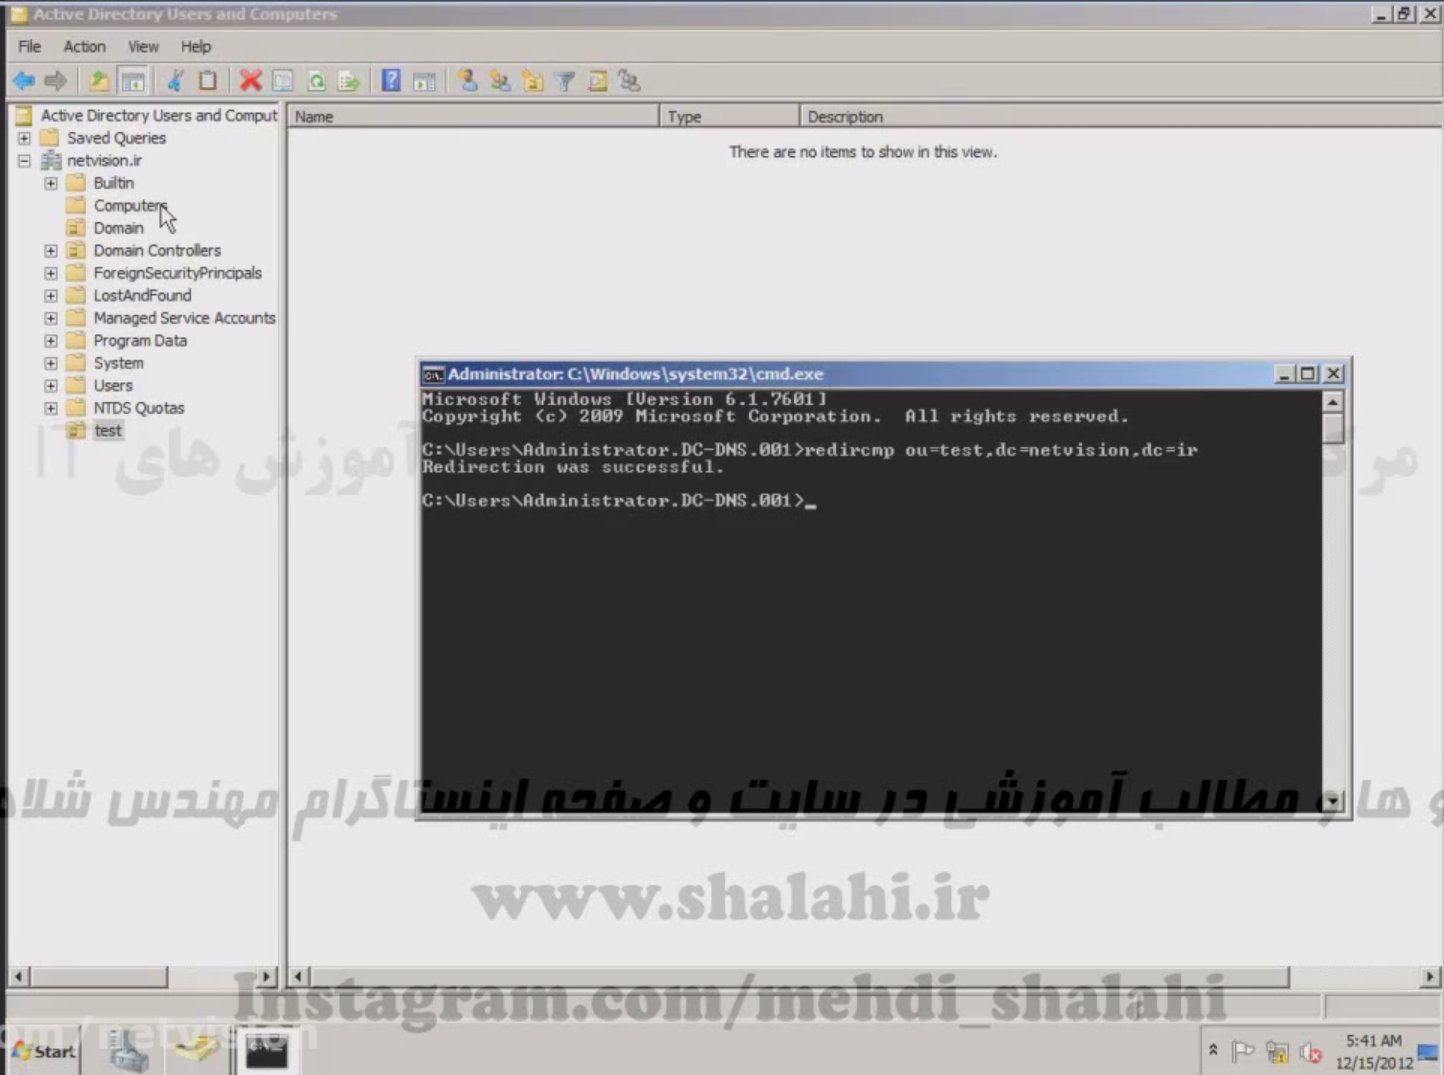 Active Directory Users and Computers
File Action View Help
Active Directory Users and Comput
Saved Queries
netvision.ir
Builtin
Computers
Domain
Domain Controllers
ForeignSecurityPrincipals
LostAndFound
Managed Service Accounts
Program Data
System
Users
NTDS Quotas
test
Name Type Description
There are no items to show in this view.
Administrator: C:\Windows\system32\cmd.exe
Microsoft Windows [Version 6.1.7601]
Copyright (c) 2009 Microsoft Corporation. All rights reserved.
C:\Users\Administrator.DC-DNS.001>redircmp ou=test,dc=netvision,dc=ir
Redirection was successful.
C:\Users\Administrator.DC-DNS.001>_
آموزش های IT
و ها و مطالب آموزشی در سایت و صفحه اینستاگرام مهندس شلا
www.shalahi.ir
Instagram.com/mehdi_shalahi
om/netvision
Start
5:41 AM
12/15/2012